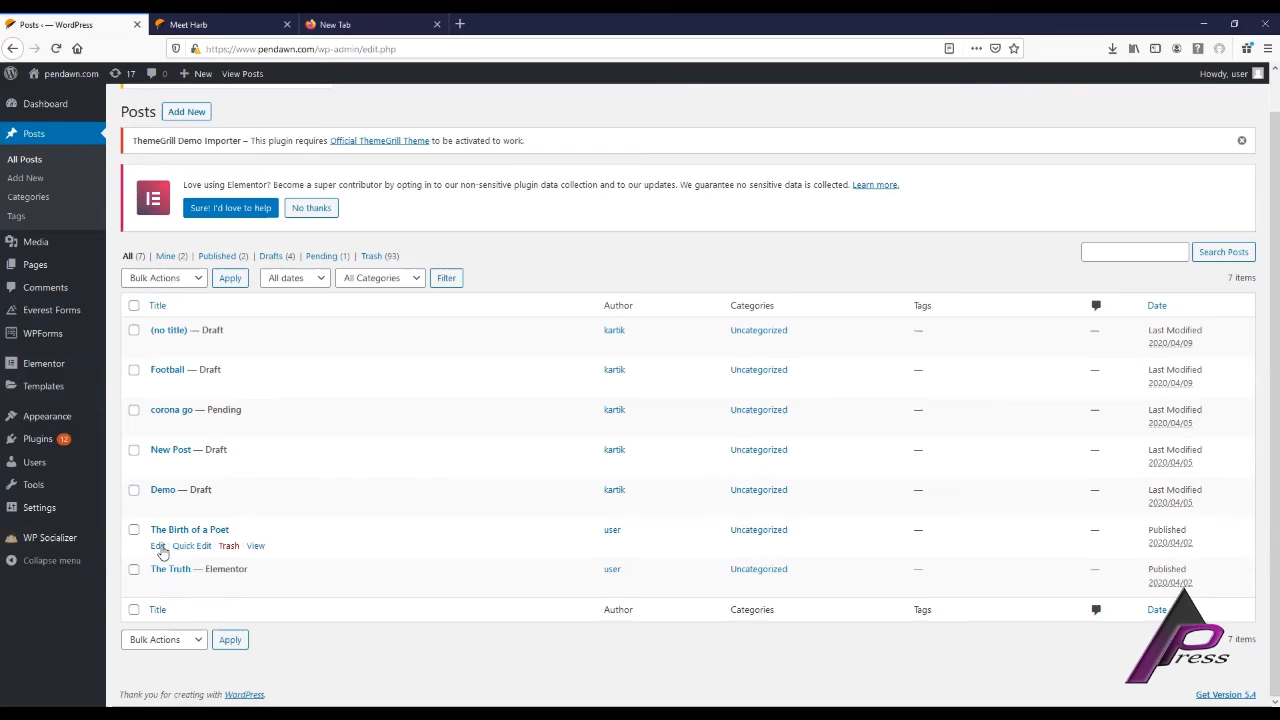 Posts ‹ — WordPress
Meet Harb
New Tab
https://www.pendawn.com/wp-admin/edit.php
pendawn.com 17 0 New View Posts
Howdy, user
Dashboard
Posts
All Posts
Add New
Categories
Tags
Media
Pages
Comments
Everest Forms
WPForms
Elementor
Templates
Appearance
Plugins 12
Users
Tools
Settings
WP Socializer
Collapse menu
Posts Add New
ThemeGrill Demo Importer – This plugin requires Official ThemeGrill Theme to be activated to work.
Love using Elementor? Become a super contributor by opting in to our non-sensitive plugin data collection and to our updates. We guarantee no sensitive data is collected. Learn more.
Sure! I'd love to help No thanks
All (7) | Mine (2) | Published (2) | Drafts (4) | Pending (1) | Trash (93)
Search Posts
Bulk Actions Apply All dates All Categories Filter
7 items
Title Author Categories Tags Date
(no title) — Draft kartik Uncategorized — — Last Modified
2020/04/09
Football — Draft kartik Uncategorized — — Last Modified
2020/04/09
corona go — Pending kartik Uncategorized — — Last Modified
2020/04/05
New Post — Draft kartik Uncategorized — — Last Modified
2020/04/05
Demo — Draft kartik Uncategorized — — Last Modified
2020/04/05
The Birth of a Poet user Uncategorized — — Published
2020/04/02
Edit Quick Edit Trash View
The Truth — Elementor user Uncategorized — — Published
2020/04/02
Title Author Categories Tags Date
Bulk Actions Apply
7 items
Press
Thank you for creating with WordPress.
Get Version 5.4